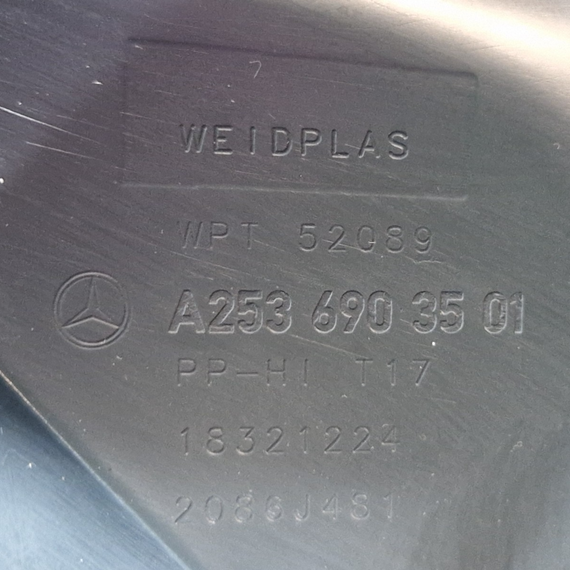 WEIDPLAS
WPT 52089
A253 690 35 01
PP-HI T17
18321224
2086J4S1